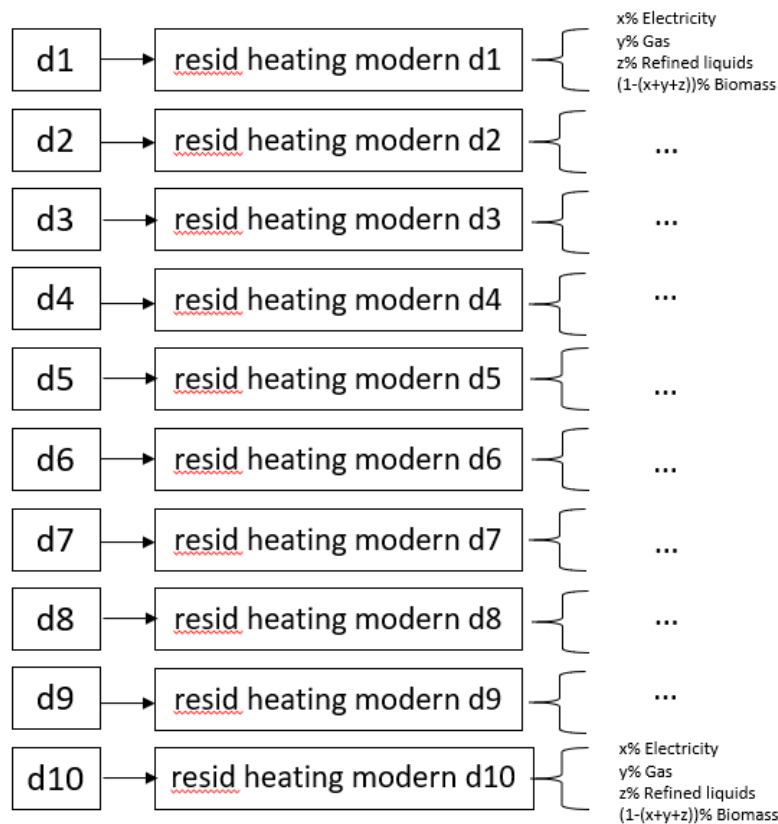 d1 resid heating modern d1
x% Electricity
y% Gas
z% Refined liquids
(1-(x+y+z))% Biomass
d2 resid heating modern d2 ...
d3 resid heating modern d3 ...
d4 resid heating modern d4 ...
d5 resid heating modern d5 ...
d6 resid heating modern d6 ...
d7 resid heating modern d7 ...
d8 resid heating modern d8 ...
d9 resid heating modern d9 ...
d10 resid heating modern d10
x% Electricity
y% Gas
z% Refined liquids
(1-(x+y+z))% Biomass